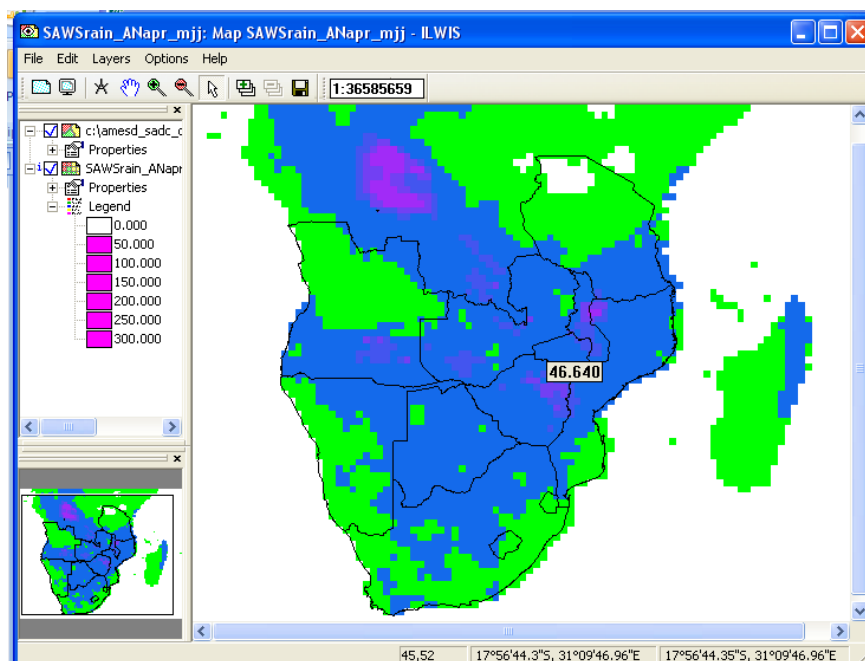 SAWSrain_ANapr_mjj: Map SAWSrain_ANapr_mjj - ILWIS
File Edit Layers Options Help
1:36585659
c:\amesd_sadc_c
Properties
SAWSrain_ANapr
Properties
Legend
0.000
50.000
100.000
150.000
200.000
250.000
300.000
46.640
45,52 17°56'44.3"S, 31°09'46.96"E 17°56'44.35"S, 31°09'46.96"E